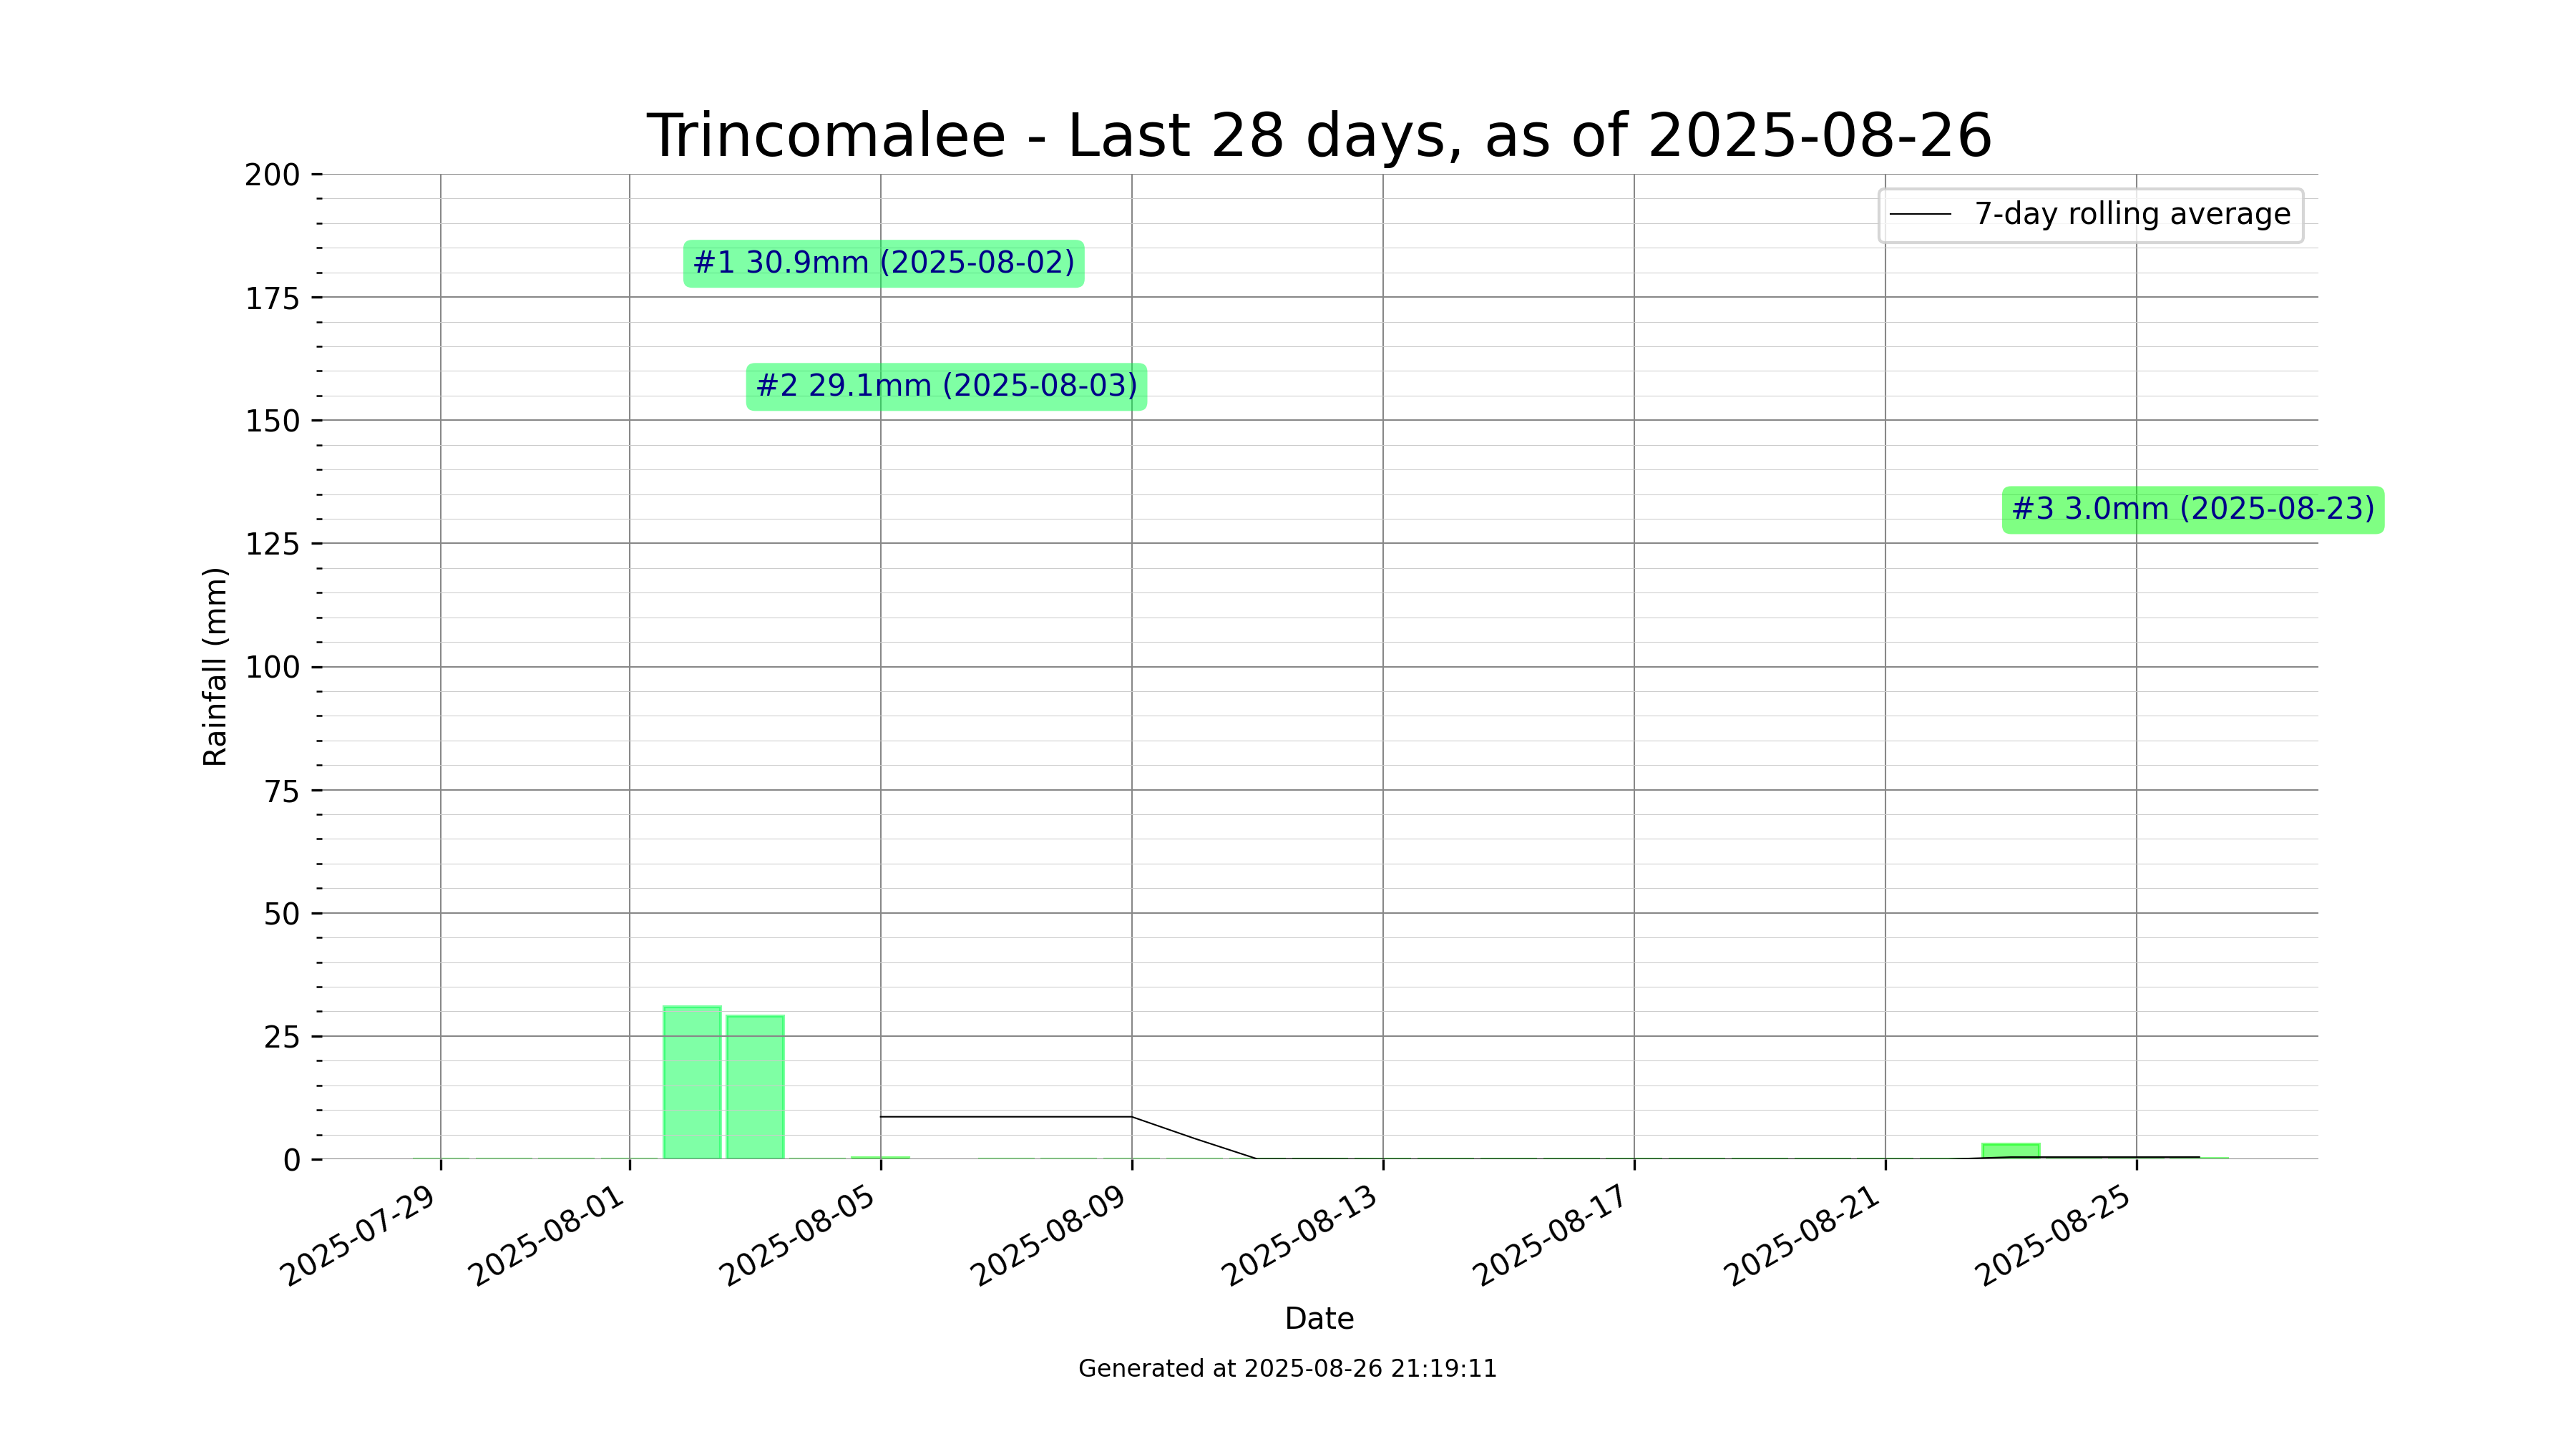 Trincomalee - Last 28 days, as of 2025-08-26
7-day rolling average
#1 30.9mm (2025-08-02)
#2 29.1mm (2025-08-03)
#3 3.0mm (2025-08-23)
Rainfall (mm)
200
175
150
125
100
75
50
25
0
2025-07-29
2025-08-01
2025-08-05
2025-08-09
2025-08-13
2025-08-17
2025-08-21
2025-08-25
Date
Generated at 2025-08-26 21:19:11